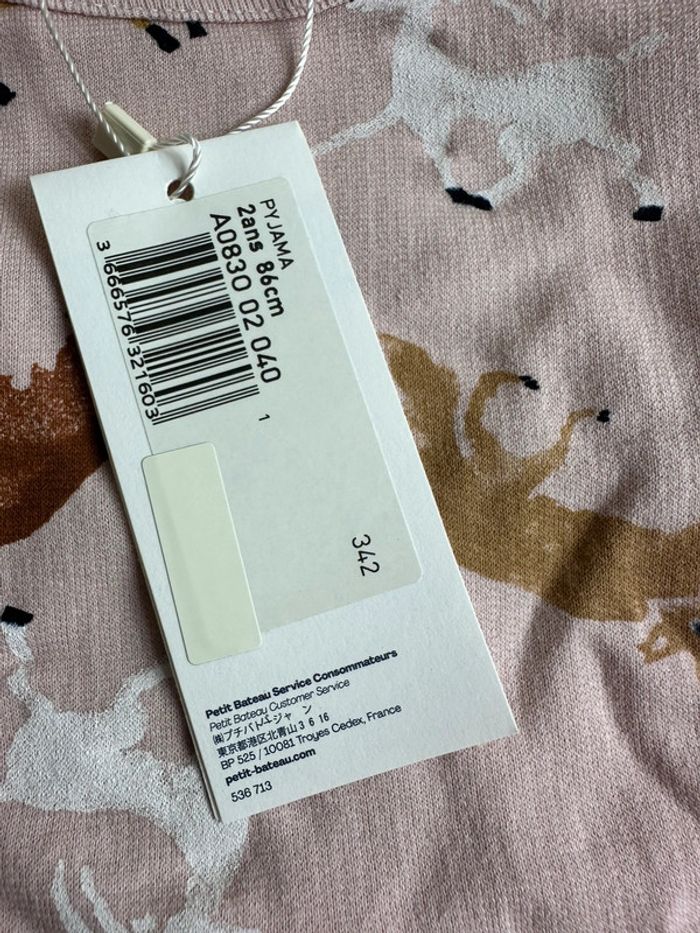 PYJAMA
2ans 86cm
A0830 02 040
1
3 666576 321603
342
Petit Bateau Service Consommateurs
Petit Bateau Customer Service
㈱プチバトー ジャパン
東京都港区北青山3 6 16
BP 525 / 10081 Troyes Cedex, France
petit-bateau.com
536 713